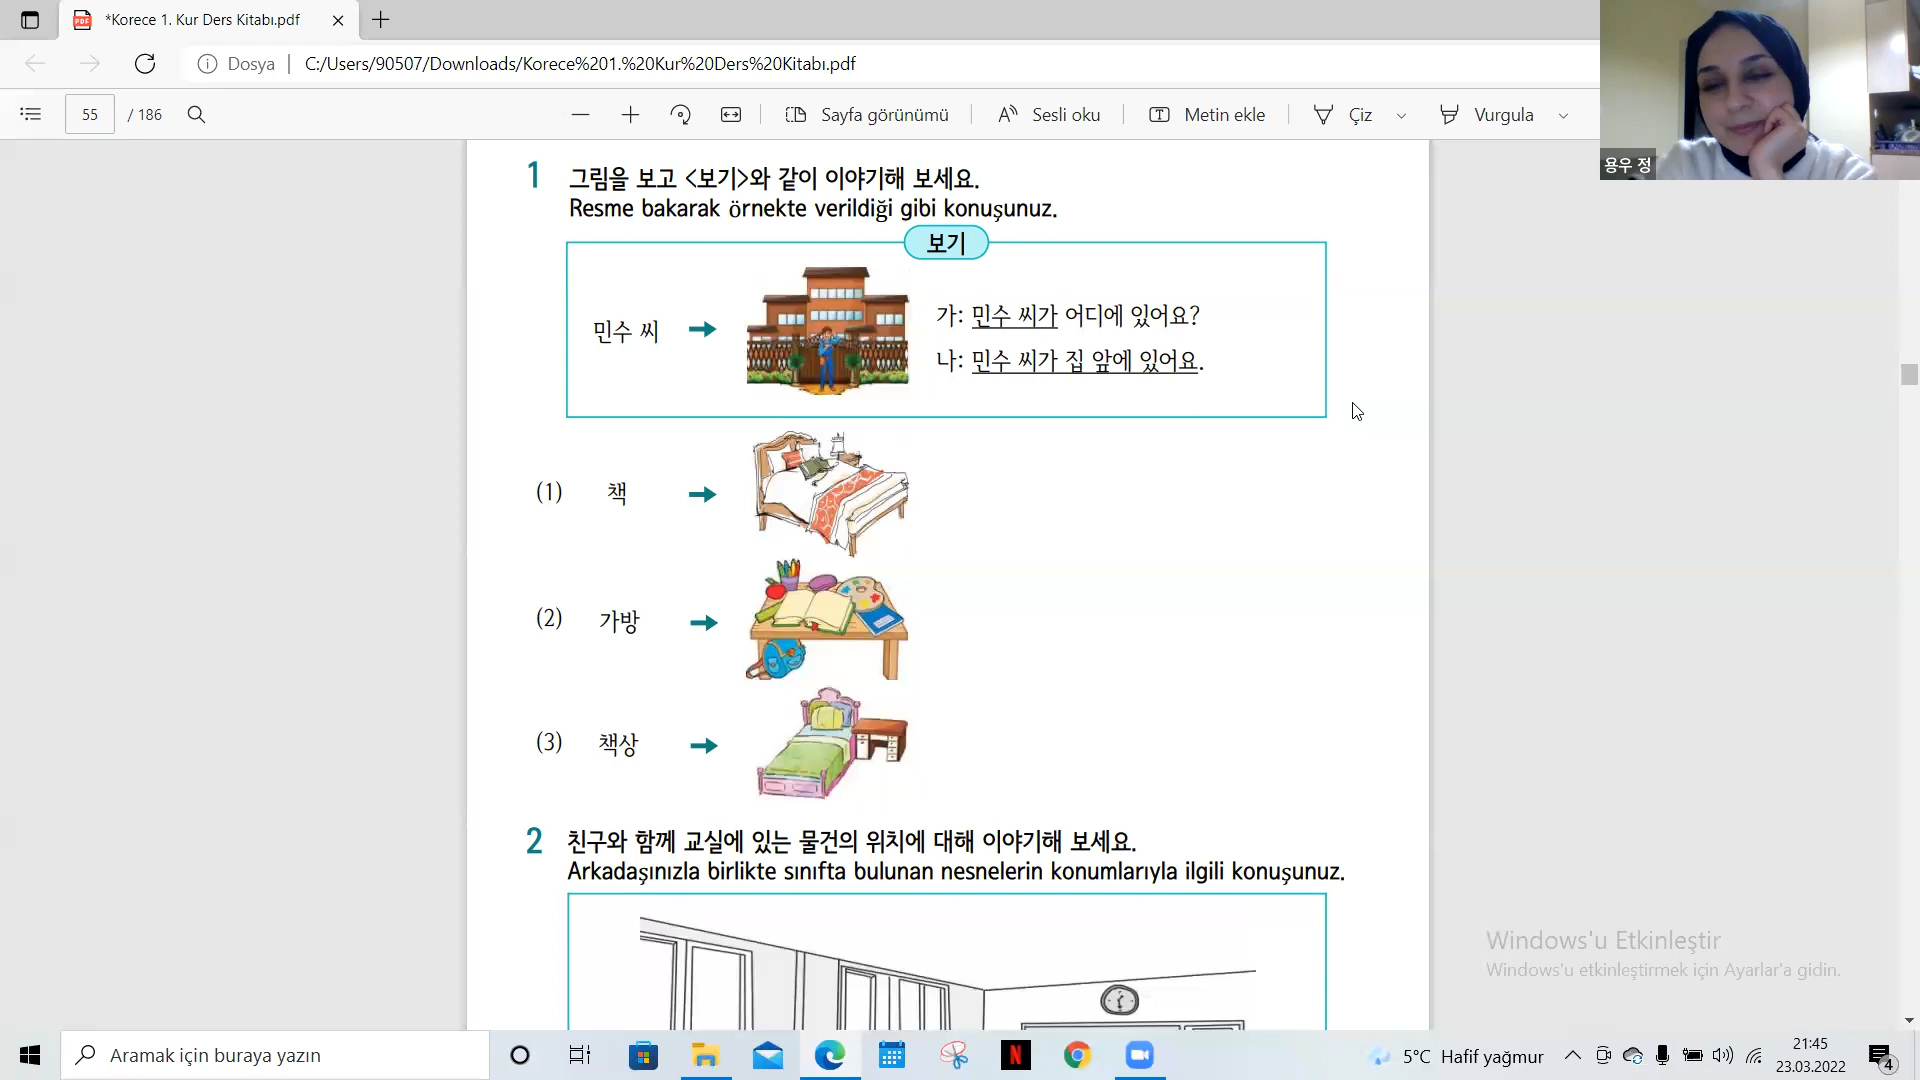 *Korece 1. Kur Ders Kitabı.pdf
Dosya
C:/Users/90507/Downloads/Korece%201.%20Kur%20Ders%20Kitabı.pdf
55 / 186
Sayfa görünümü
Sesli oku
Metin ekle
Çiz
Vurgula
용우 정
1 그림을 보고 <보기>와 같이 이야기해 보세요.
Resme bakarak örnekte verildiği gibi konuşunuz.
보기
민수 씨
가: 민수 씨가 어디에 있어요?
나: 민수 씨가 집 앞에 있어요.
(1) 책
(2) 가방
(3) 책상
2 친구와 함께 교실에 있는 물건의 위치에 대해 이야기해 보세요.
Arkadaşınızla birlikte sınıfta bulunan nesnelerin konumlarıyla ilgili konuşunuz.
Windows'u Etkinleştir
Windows'u etkinleştirmek için Ayarlar'a gidin.
Aramak için buraya yazın
N
5°C Hafif yağmur
21:45
23.03.2022
4